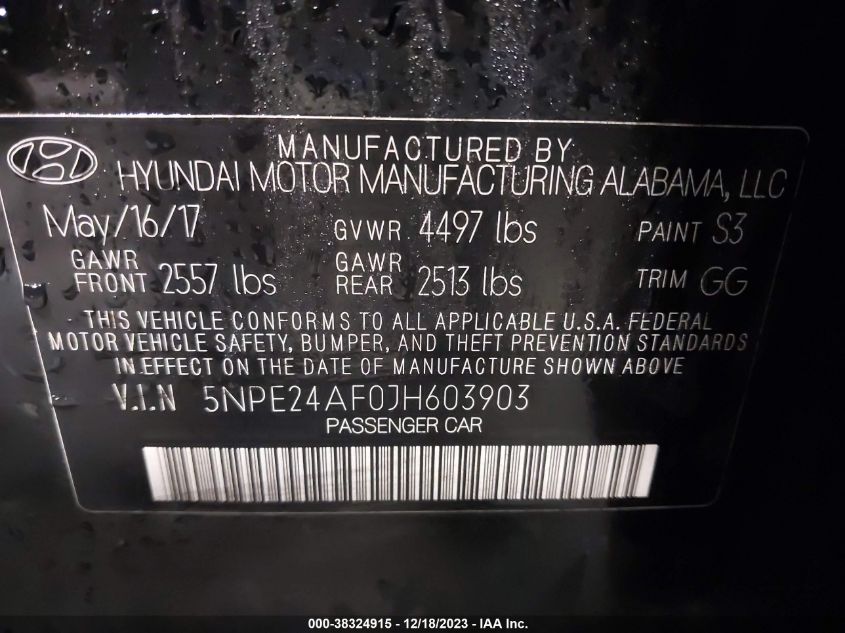 MANUFACTURED BY
HYUNDAI MOTOR MANUFACTURING ALABAMA, LLC
May/16/17 GVWR 4497 lbs PAINT S3
GAWR FRONT 2557 lbs GAWR REAR 2513 lbs TRIM GG
THIS VEHICLE CONFORMS TO ALL APPLICABLE U.S.A. FEDERAL
MOTOR VEHICLE SAFETY, BUMPER, AND THEFT PREVENTION STANDARDS
IN EFFECT ON THE DATE OF MANUFACTURE SHOWN ABOVE
V.I.N 5NPE24AF0JH603903
PASSENGER CAR
000-38324915 - 12/18/2023 - IAA Inc.